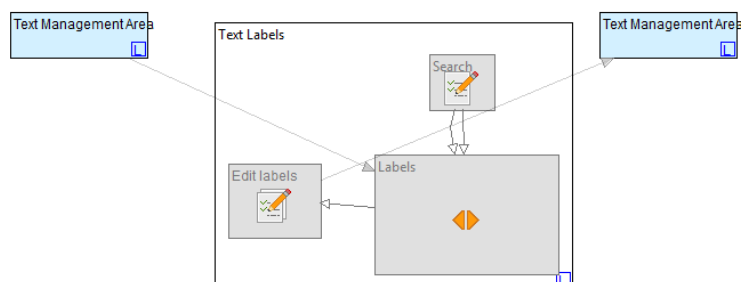 Text Management Area
L
Text Management Area
L
Text Labels
Search
Labels
Edit labels
L